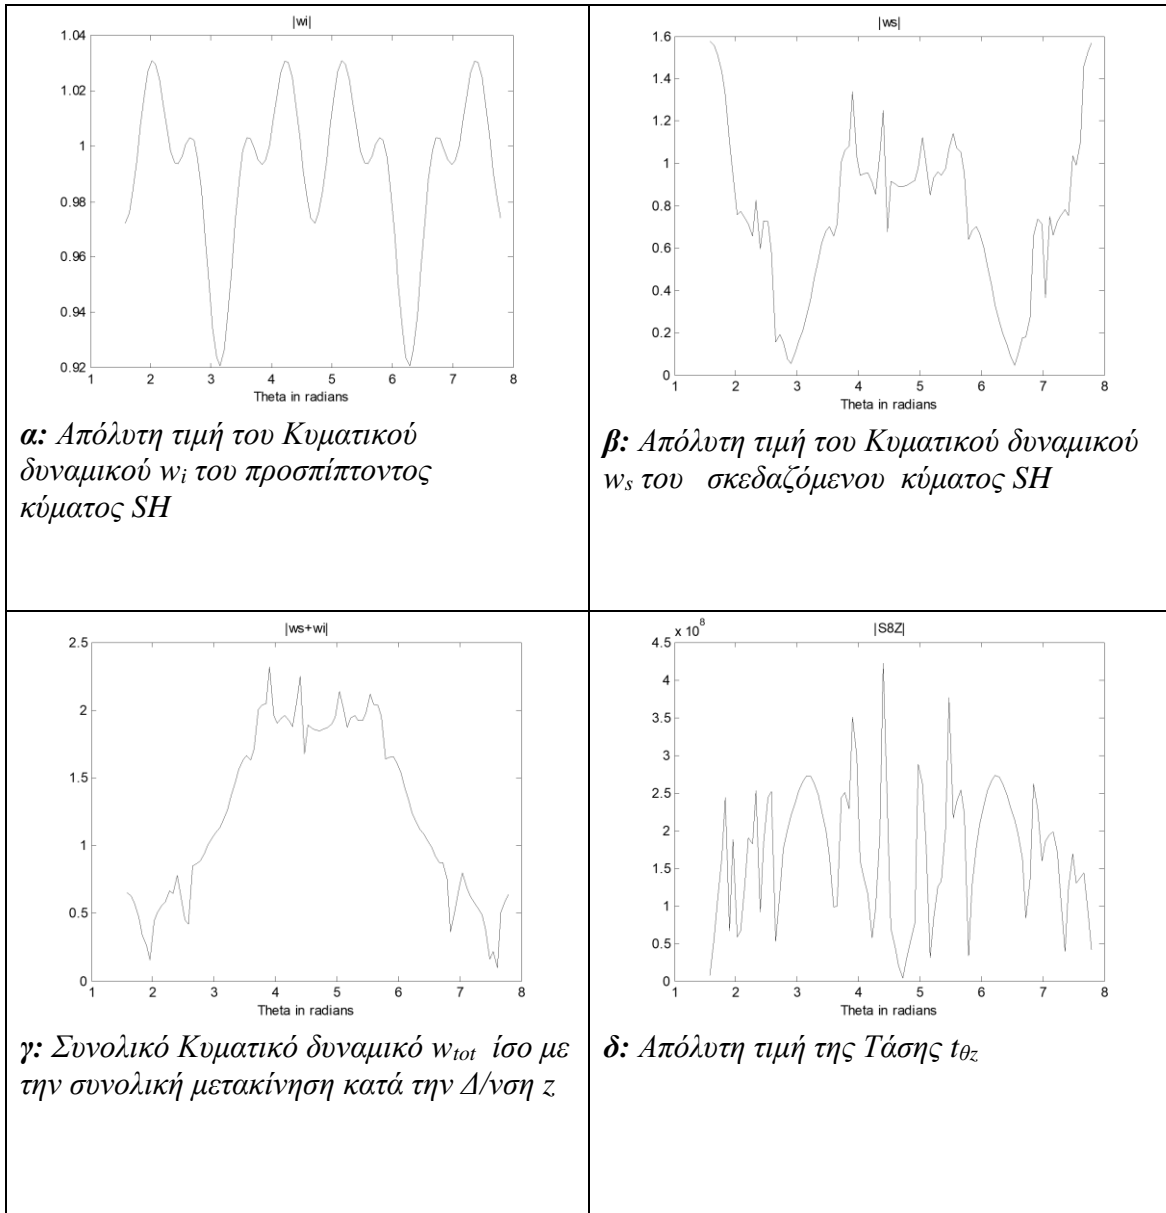 |wi|
1.04
1.02
1
0.98
0.96
0.94
0.92
1 2 3 4 5 6 7 8
Theta in radians
α: Απόλυτη τιμή του Κυματικού
δυναμικού wi του προσπίπτοντος
κύματος SH
|ws|
1.6
1.4
1.2
1
0.8
0.6
0.4
0.2
0
1 2 3 4 5 6 7 8
Theta in radians
β: Απόλυτη τιμή του Κυματικού δυναμικού
ws του σκεδαζόμενου κύματος SH
|ws+wi|
2.5
2
1.5
1
0.5
0
1 2 3 4 5 6 7 8
Theta in radians
γ: Συνολικό Κυματικό δυναμικό wtot ίσο με
την συνολική μετακίνηση κατά την Δ/νση z
|S8Z|
x 10^8
4.5
4
3.5
3
2.5
2
1.5
1
0.5
0
1 2 3 4 5 6 7 8
Theta in radians
δ: Απόλυτη τιμή της Τάσης tθz